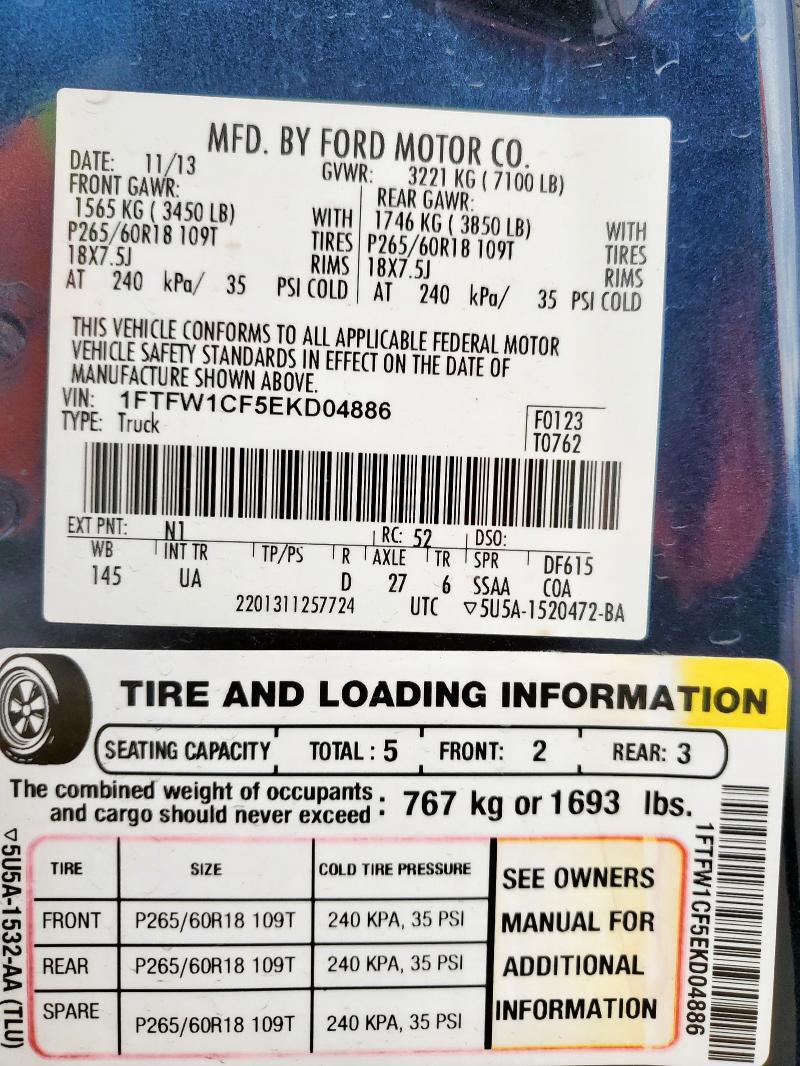 MFD. BY FORD MOTOR CO.
DATE: 11/13 GVWR: 3221 KG ( 7100 LB)
FRONT GAWR: REAR GAWR:
1565 KG ( 3450 LB) WITH 1746 KG ( 3850 LB) WITH
P265/60R18 109T TIRES P265/60R18 109T TIRES
18X7.5J RIMS 18X7.5J RIMS
AT 240 kPa/ 35 PSI COLD AT 240 kPa/ 35 PSI COLD
THIS VEHICLE CONFORMS TO ALL APPLICABLE FEDERAL MOTOR
VEHICLE SAFETY STANDARDS IN EFFECT ON THE DATE OF
MANUFACTURE SHOWN ABOVE.
VIN: 1FTFW1CF5EKD04886
TYPE: Truck
F0123
T0762
EXT PNT: N1 RC: 52 DSO:
WB INT TR TP/PS R AXLE TR SPR DF615
145 UA D 27 6 SSAA COA
2201311257724 UTC ▽5U5A-1520472-BA
TIRE AND LOADING INFORMATION
SEATING CAPACITY TOTAL : 5 FRONT: 2 REAR: 3
The combined weight of occupants
and cargo should never exceed : 767 kg or 1693 lbs.
TIRE SIZE COLD TIRE PRESSURE
FRONT P265/60R18 109T 240 KPA, 35 PSI
REAR P265/60R18 109T 240 KPA, 35 PSI
SPARE P265/60R18 109T 240 KPA, 35 PSI
SEE OWNERS
MANUAL FOR
ADDITIONAL
INFORMATION
▽5U5A-1532-AA (TLU)
1FTFW1CF5EKD04886